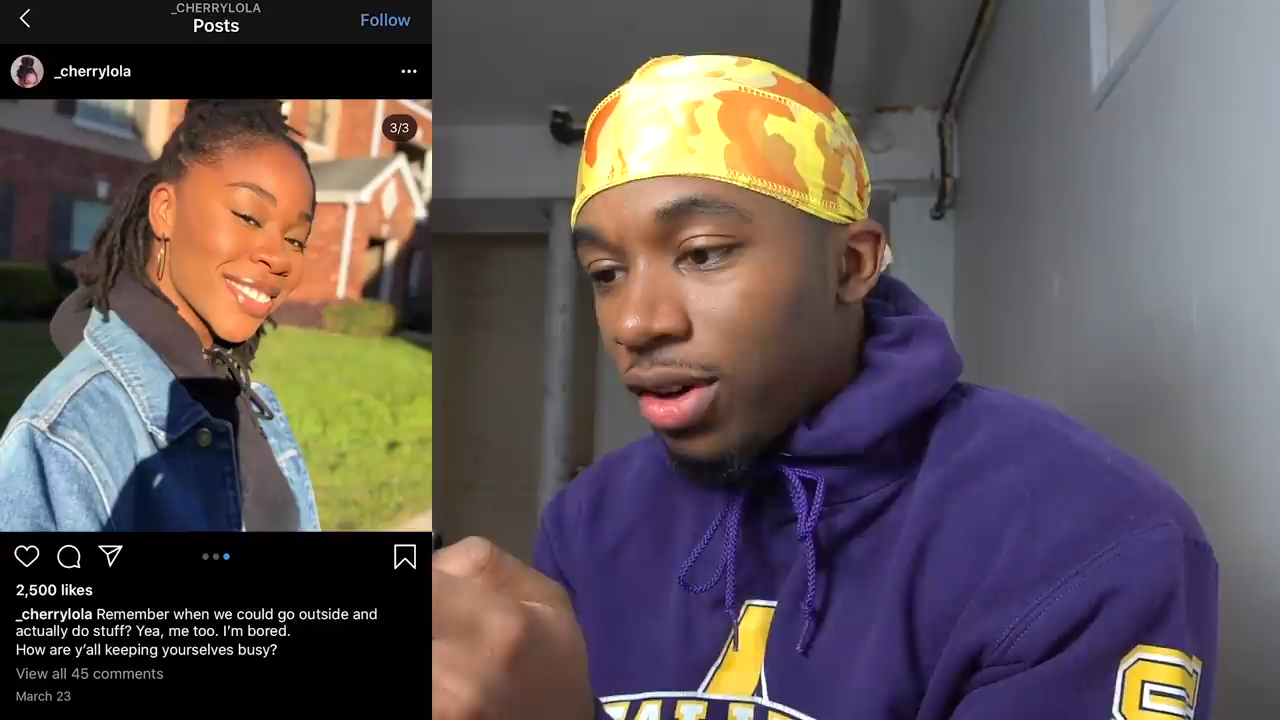 _CHERRYLOLA
Posts
Follow
_cherrylola
3/3
2,500 likes
_cherrylola Remember when we could go outside and
actually do stuff? Yea, me too. I'm bored.
How are y'all keeping yourselves busy?
View all 45 comments
March 23